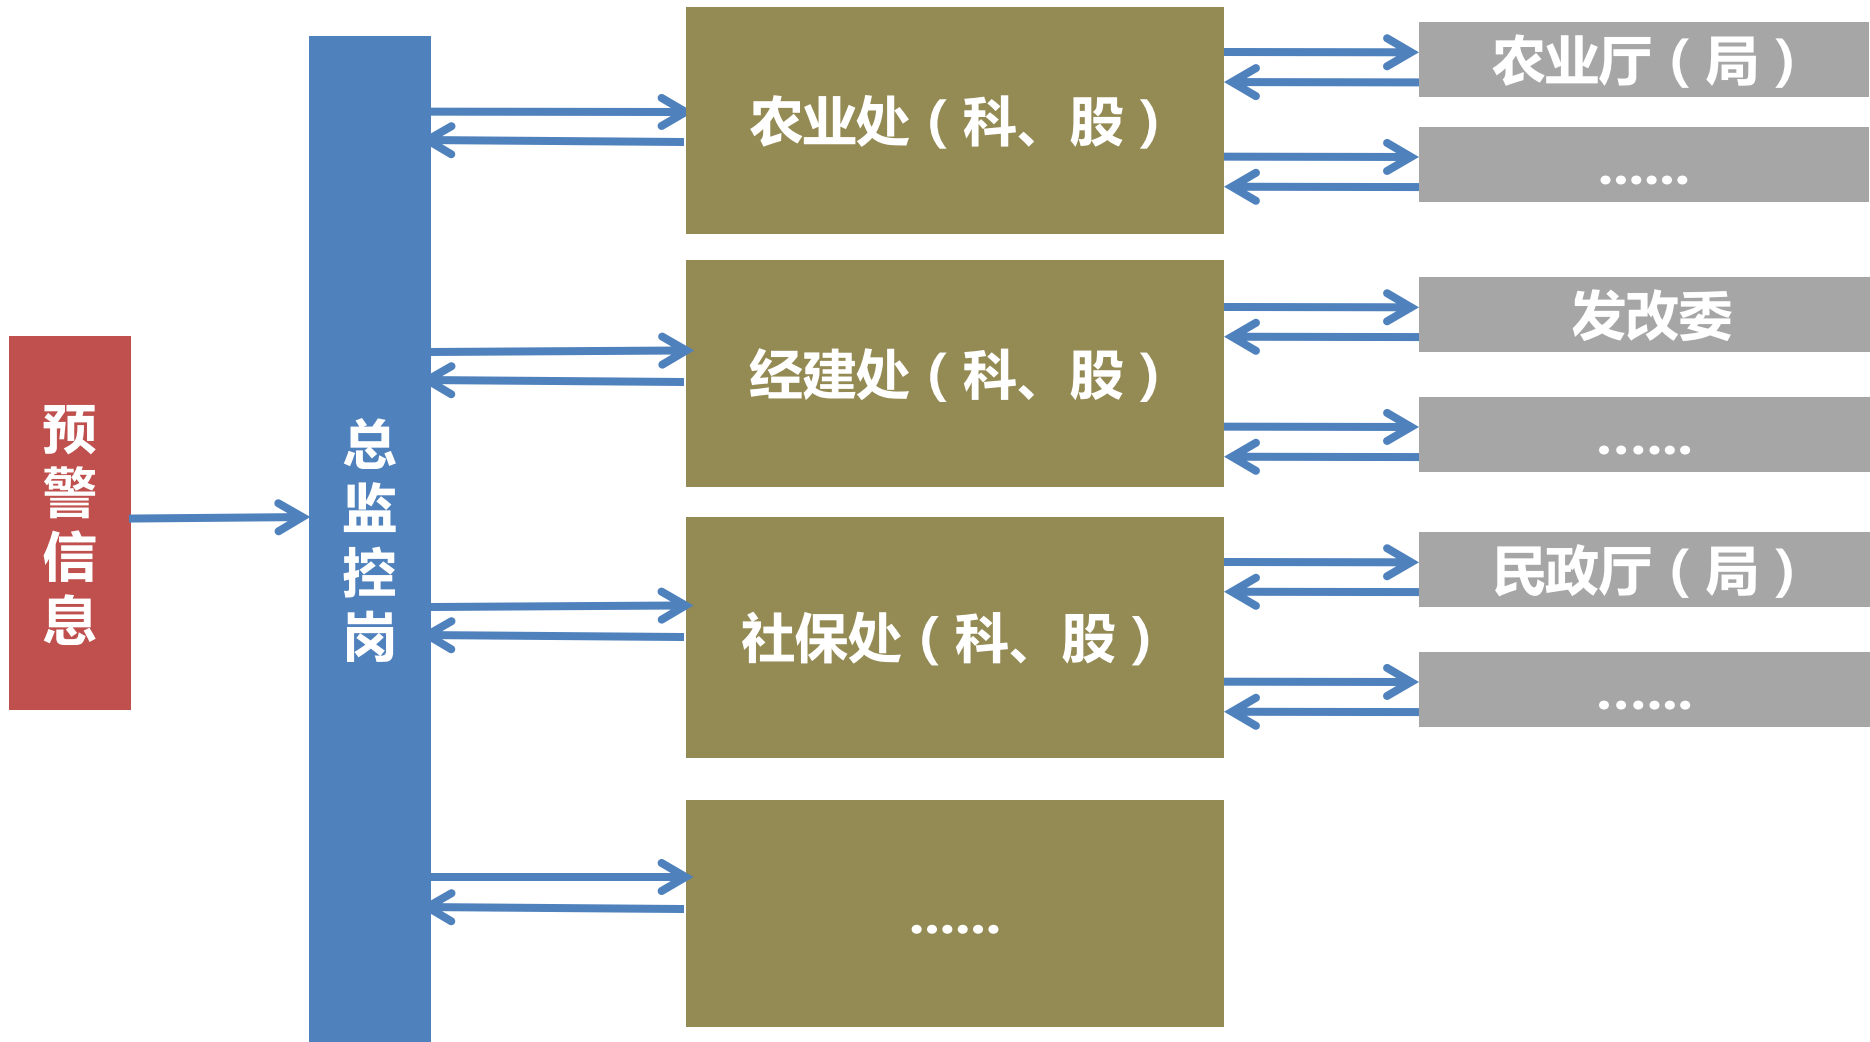 预警信息
总监控岗
农业处（科、股）
农业厅（局）
……
经建处（科、股）
发改委
……
社保处（科、股）
民政厅（局）
……
……